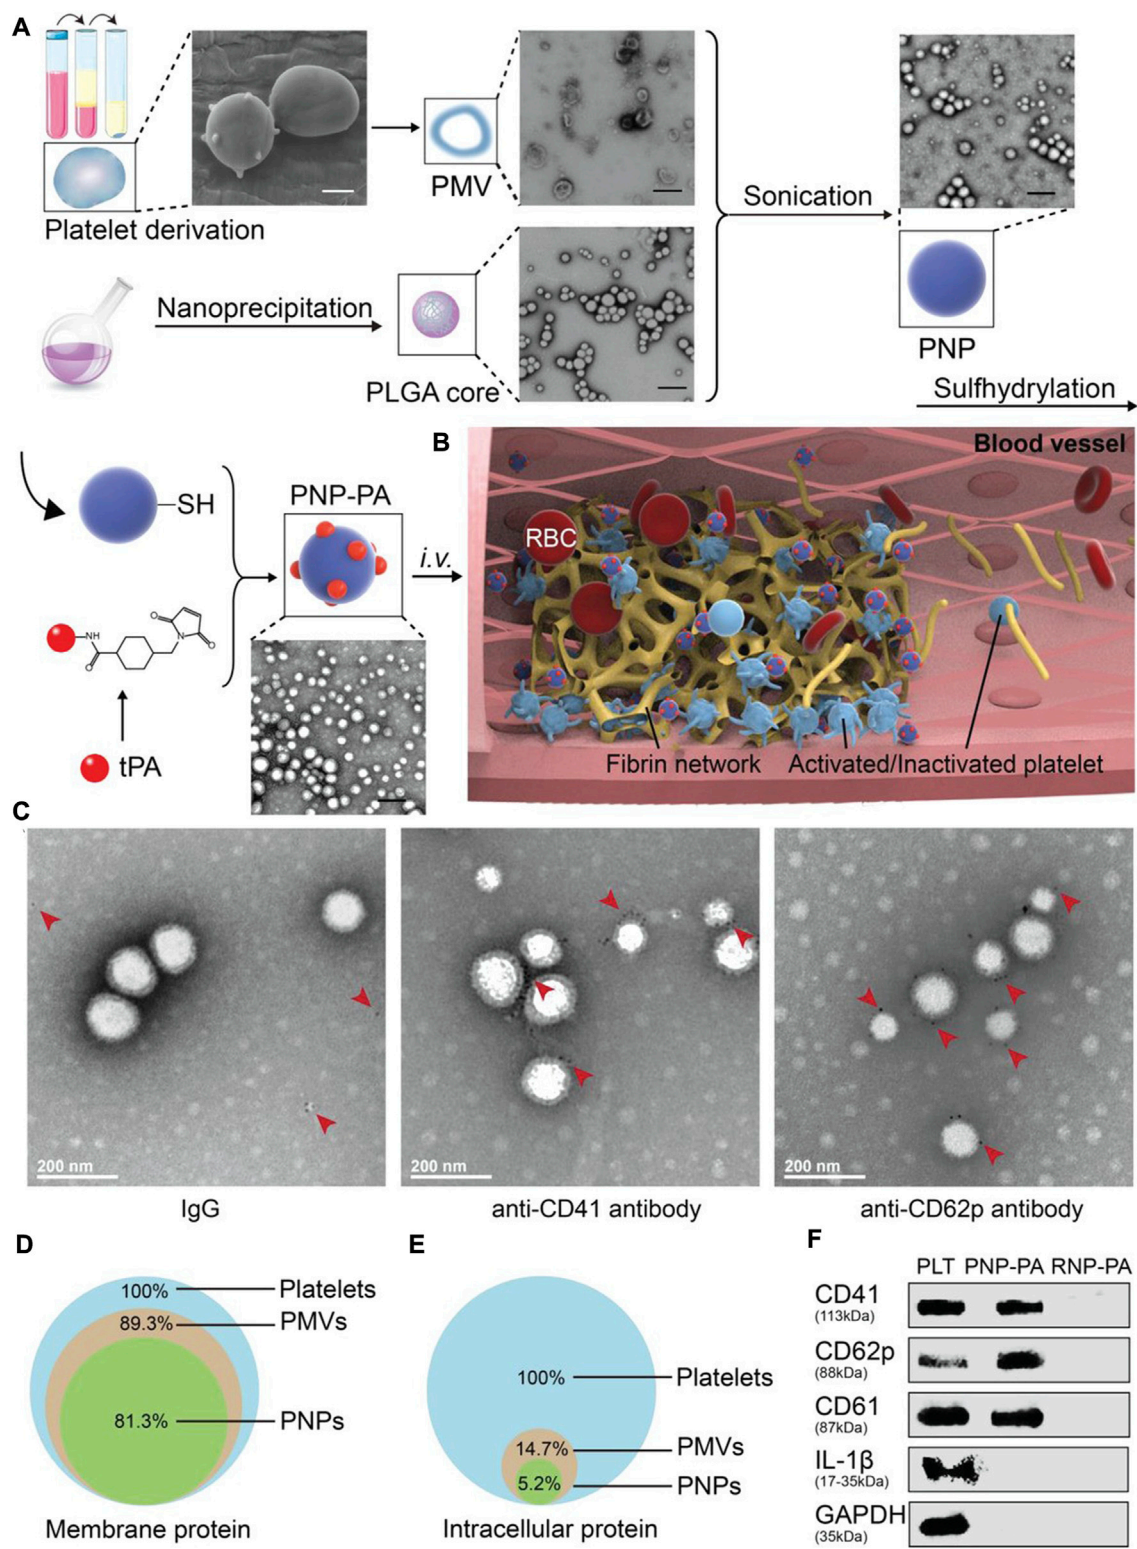 A
Platelet derivation
PMV
Sonication
Nanoprecipitation
PLGA core
PNP
Sulfhydrylation
SH
PNP-PA
i.v.
NH
O
N
O
O
tPA
B
Blood vessel
RBC
Fibrin network
Activated/Inactivated platelet
C
200 nm
IgG
200 nm
anti-CD41 antibody
200 nm
anti-CD62p antibody
D
100%
Platelets
89.3%
PMVs
81.3%
PNPs
Membrane protein
E
100%
Platelets
14.7%
PMVs
5.2%
PNPs
Intracellular protein
F
PLT PNP-PA RNP-PA
CD41
(113kDa)
CD62p
(88kDa)
CD61
(87kDa)
IL-1β
(17-35kDa)
GAPDH
(35kDa)